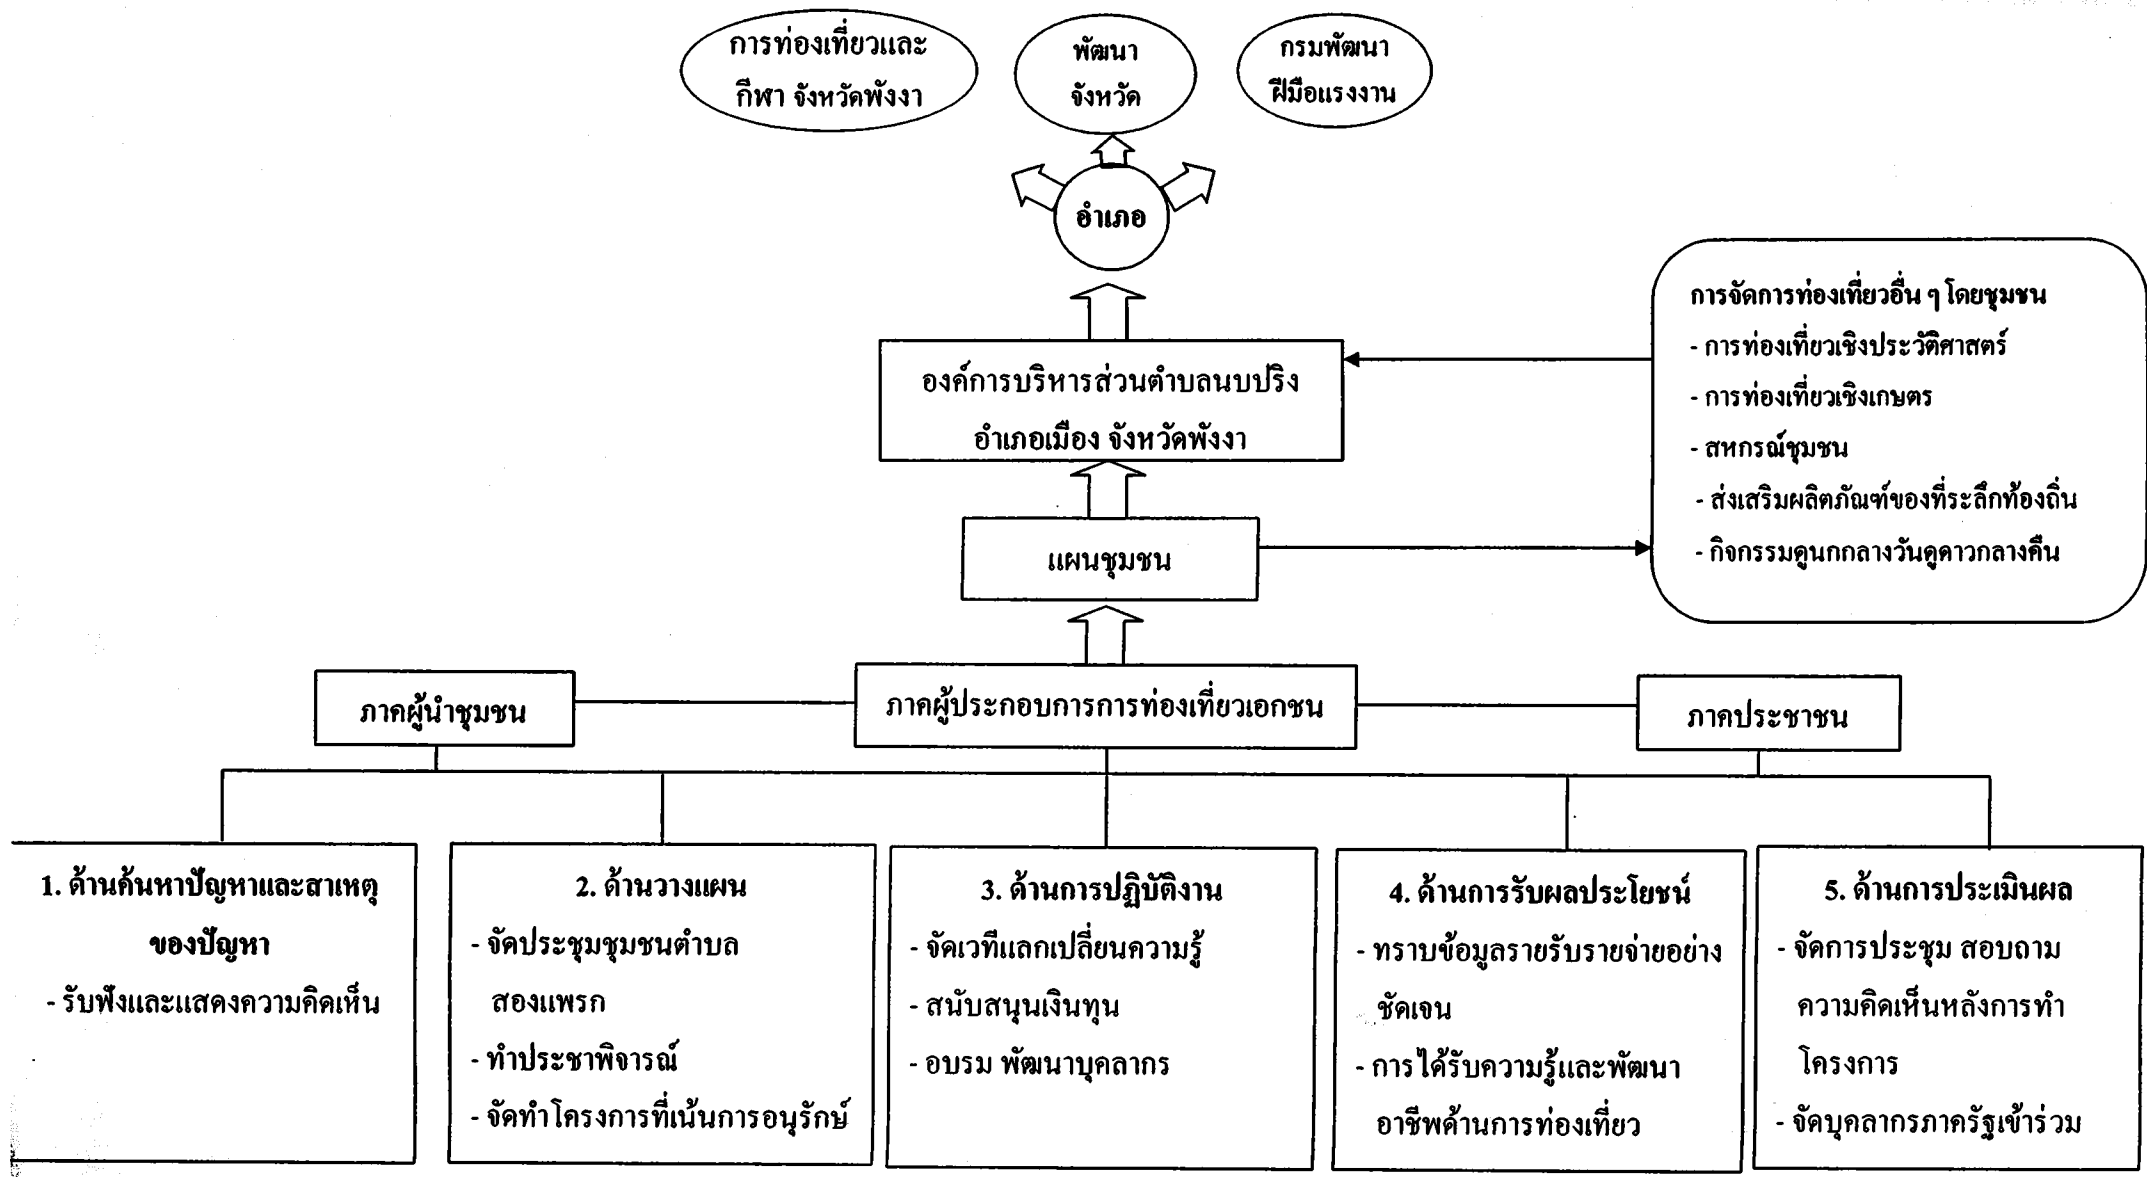 การท่องเที่ยวและ
กีฬา จังหวัดพังงา
พัฒนา
จังหวัด
กรมพัฒนา
ฝีมือแรงงาน
อำเภอ
องค์การบริหารส่วนตำบลนบปริง
อำเภอเมือง จังหวัดพังงา
การจัดการท่องเที่ยวอื่น ๆ โดยชุมชน
- การท่องเที่ยวเชิงประวัติศาสตร์
- การท่องเที่ยวเชิงเกษตร
- สหกรณ์ชุมชน
- ส่งเสริมผลิตภัณฑ์ของที่ระลึกท้องถิ่น
- กิจกรรมดูนกกลางวันดูดาวกลางคืน
แผนชุมชน
ภาคผู้นำชุมชน
ภาคผู้ประกอบการการท่องเที่ยวเอกชน
ภาคประชาชน
1. ด้านค้นหาปัญหาและสาเหตุ
ของปัญหา
- รับฟังและแสดงความคิดเห็น
2. ด้านวางแผน
- จัดประชุมชุมชนตำบล
สองแพรก
- ทำประชาพิจารณ์
- จัดทำโครงการที่เน้นการอนุรักษ์
3. ด้านการปฏิบัติงาน
- จัดเวทีแลกเปลี่ยนความรู้
- สนับสนุนเงินทุน
- อบรม พัฒนาบุคลากร
4. ด้านการรับผลประโยชน์
- ทราบข้อมูลรายรับรายจ่ายอย่าง
ชัดเจน
- การได้รับความรู้และพัฒนา
อาชีพด้านการท่องเที่ยว
5. ด้านการประเมินผล
- จัดการประชุม สอบถาม
ความคิดเห็นหลังการทำ
โครงการ
- จัดบุคลากรภาครัฐเข้าร่วม